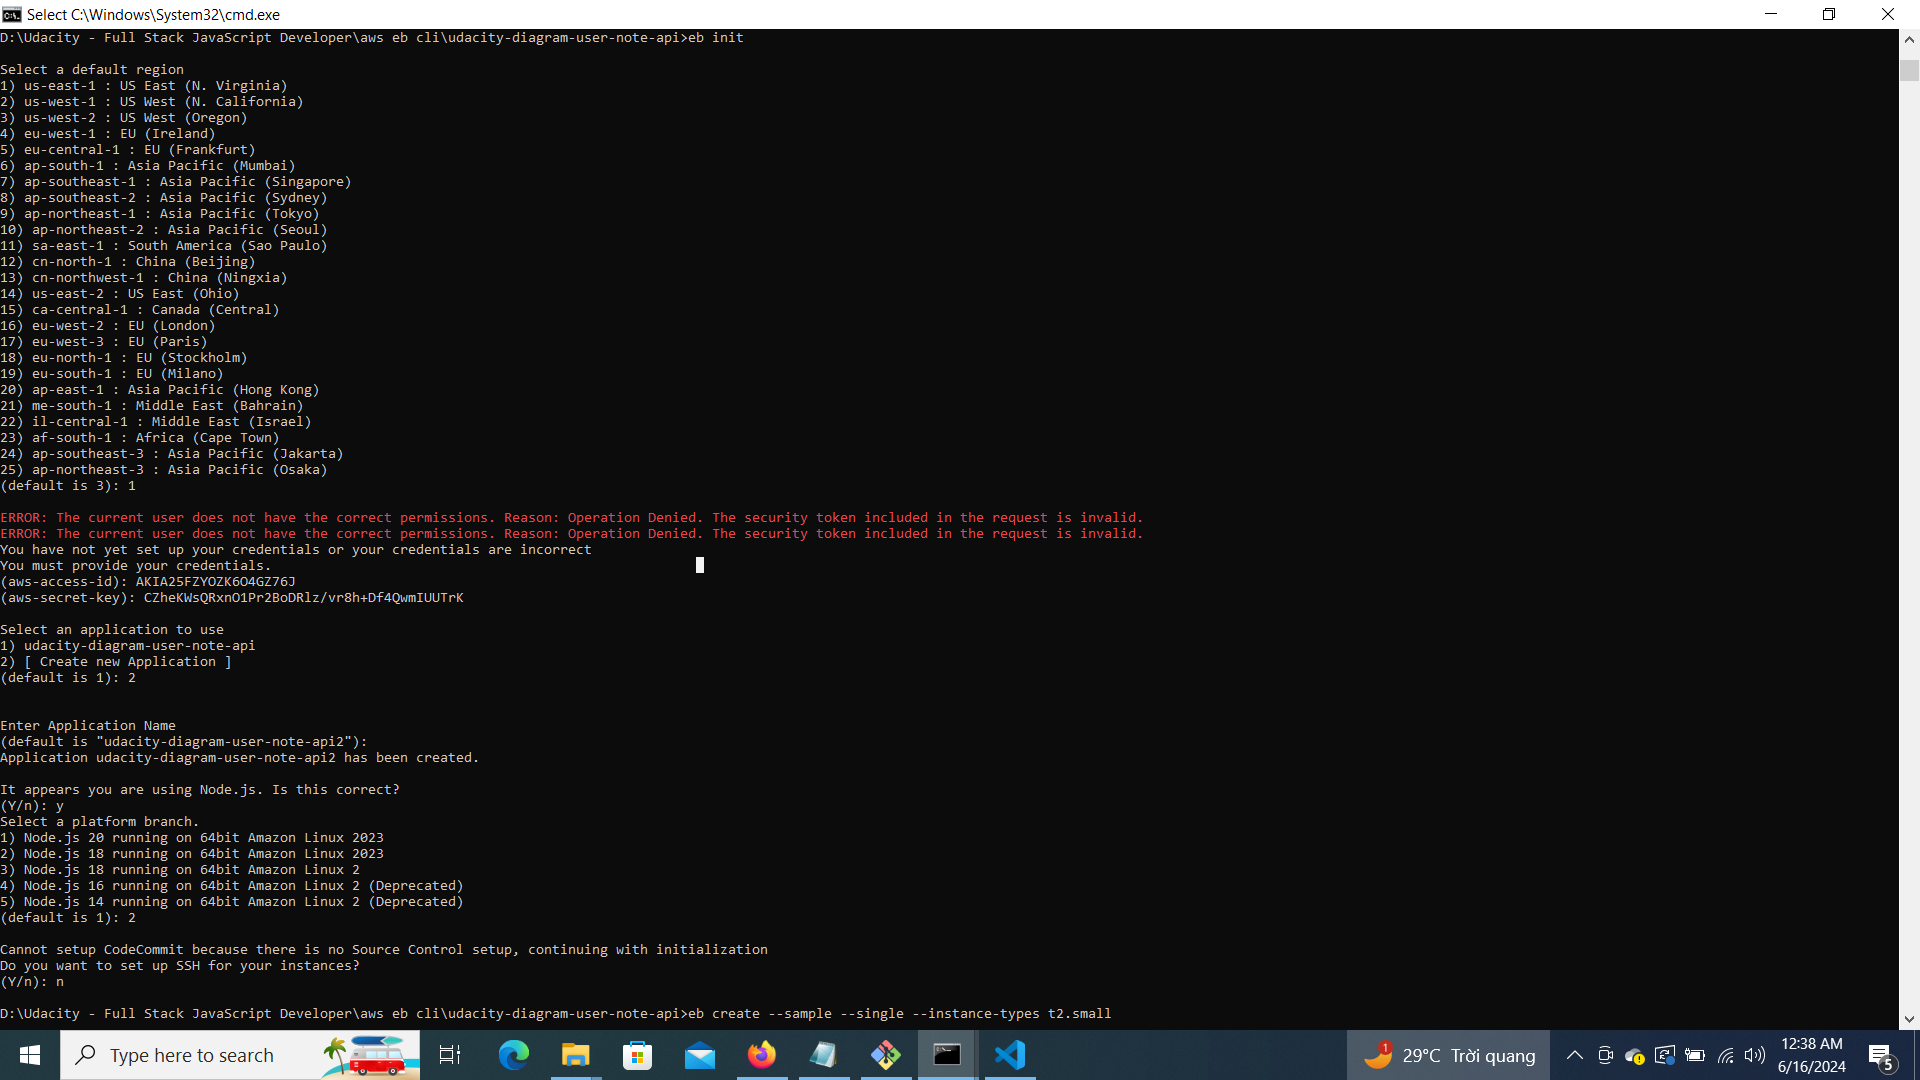 Select C:\Windows\System32\cmd.exe
D:\Udacity - Full Stack JavaScript Developer\aws eb cli\udacity-diagram-user-note-api>eb init
Select a default region
1) us-east-1 : US East (N. Virginia)
2) us-west-1 : US West (N. California)
3) us-west-2 : US West (Oregon)
4) eu-west-1 : EU (Ireland)
5) eu-central-1 : EU (Frankfurt)
6) ap-south-1 : Asia Pacific (Mumbai)
7) ap-southeast-1 : Asia Pacific (Singapore)
8) ap-southeast-2 : Asia Pacific (Sydney)
9) ap-northeast-1 : Asia Pacific (Tokyo)
10) ap-northeast-2 : Asia Pacific (Seoul)
11) sa-east-1 : South America (Sao Paulo)
12) cn-north-1 : China (Beijing)
13) cn-northwest-1 : China (Ningxia)
14) us-east-2 : US East (Ohio)
15) ca-central-1 : Canada (Central)
16) eu-west-2 : EU (London)
17) eu-west-3 : EU (Paris)
18) eu-north-1 : EU (Stockholm)
19) eu-south-1 : EU (Milano)
20) ap-east-1 : Asia Pacific (Hong Kong)
21) me-south-1 : Middle East (Bahrain)
22) il-central-1 : Middle East (Israel)
23) af-south-1 : Africa (Cape Town)
24) ap-southeast-3 : Asia Pacific (Jakarta)
25) ap-northeast-3 : Asia Pacific (Osaka)
(default is 3): 1
ERROR: The current user does not have the correct permissions. Reason: Operation Denied. The security token included in the request is invalid.
ERROR: The current user does not have the correct permissions. Reason: Operation Denied. The security token included in the request is invalid.
You have not yet set up your credentials or your credentials are incorrect
You must provide your credentials.
(aws-access-id): AKIA25FZYOZK6O4GZ76J
(aws-secret-key): CZheKWsQRxnO1Pr2BoDRlz/vr8h+Df4QwmIUUTrK
Select an application to use
1) udacity-diagram-user-note-api
2) [ Create new Application ]
(default is 1): 2
Enter Application Name
(default is "udacity-diagram-user-note-api2"):
Application udacity-diagram-user-note-api2 has been created.
It appears you are using Node.js. Is this correct?
(Y/n): y
Select a platform branch.
1) Node.js 20 running on 64bit Amazon Linux 2023
2) Node.js 18 running on 64bit Amazon Linux 2023
3) Node.js 18 running on 64bit Amazon Linux 2
4) Node.js 16 running on 64bit Amazon Linux 2 (Deprecated)
5) Node.js 14 running on 64bit Amazon Linux 2 (Deprecated)
(default is 1): 2
Cannot setup CodeCommit because there is no Source Control setup, continuing with initialization
Do you want to set up SSH for your instances?
(Y/n): n
D:\Udacity - Full Stack JavaScript Developer\aws eb cli\udacity-diagram-user-note-api>eb create --sample --single --instance-types t2.small
Type here to search
1
29°C Trời quang
12:38 AM
6/16/2024
5